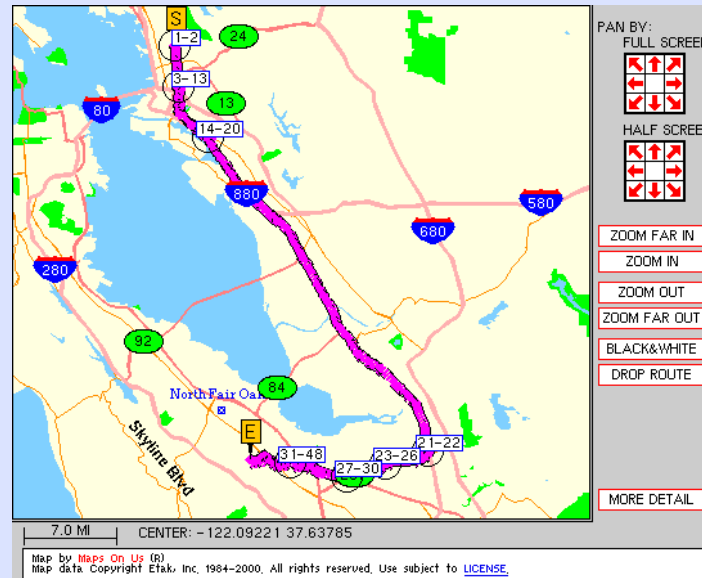 S
1-2
24
3-13
13
80
14-20
880
580
680
280
92
84
North Fair Oak
E
Skyline Blvd
31-48
21-22
23-26
27-30
PAN BY:
FULL SCREE
HALF SCREE
ZOOM FAR IN
ZOOM IN
ZOOM OUT
ZOOM FAR OUT
BLACK&WHITE
DROP ROUTE
MORE DETAIL
7.0 MI CENTER: -122.09221 37.63785
Map by Maps On Us (R)
Map data Copyright Etak, Inc. 1984-2000. All rights reserved. Use subject to LICENSE.